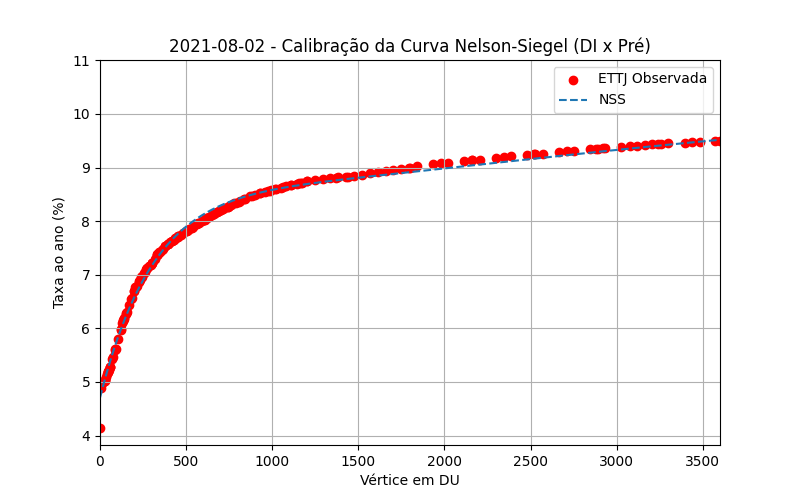 2021-08-02 - Calibração da Curva Nelson-Siegel (DI x Pré)
ETTJ Observada
NSS
Taxa ao ano (%)
11
10
9
8
7
6
5
4
0 500 1000 1500 2000 2500 3000 3500
Vértice em DU